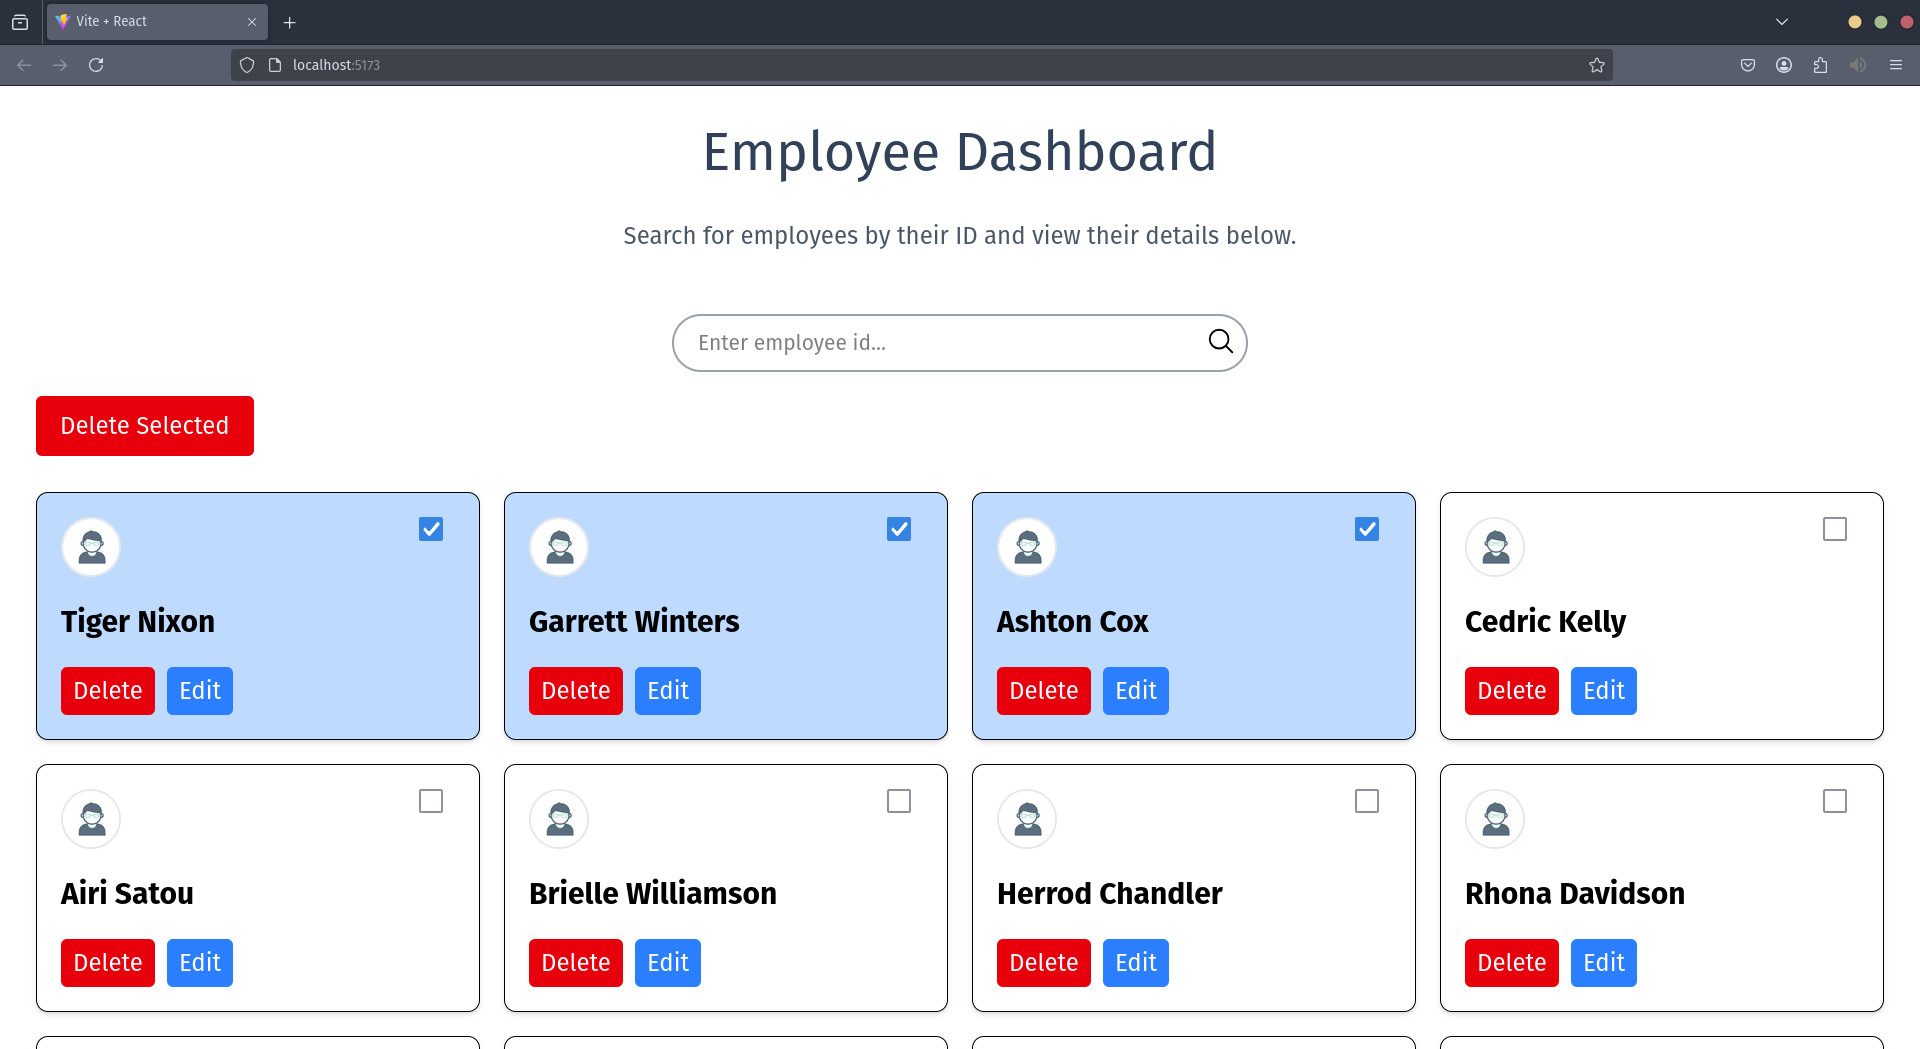 Vite + React
localhost:5173
Employee Dashboard
Search for employees by their ID and view their details below.
Enter employee id...
Delete Selected
Tiger Nixon
Delete Edit
Garrett Winters
Delete Edit
Ashton Cox
Delete Edit
Cedric Kelly
Delete Edit
Airi Satou
Delete Edit
Brielle Williamson
Delete Edit
Herrod Chandler
Delete Edit
Rhona Davidson
Delete Edit